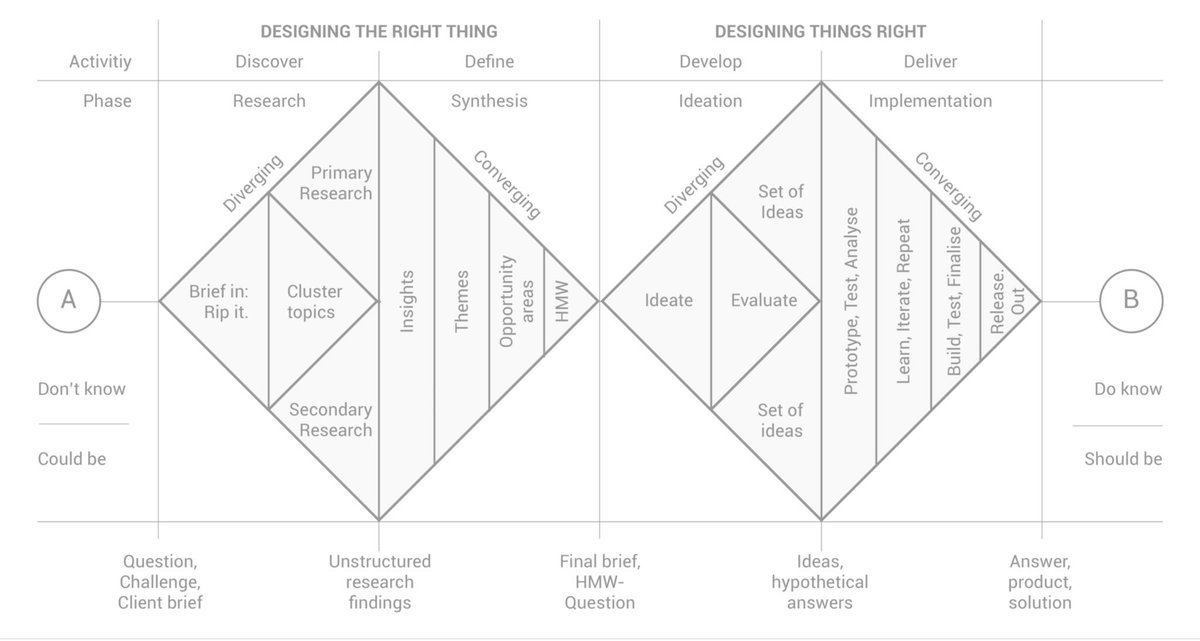 DESIGNING THE RIGHT THING
DESIGNING THINGS RIGHT
Activitiy
Discover
Define
Develop
Deliver
Phase
Research
Synthesis
Ideation
Implementation
Diverging
Primary
Research
Converging
Brief in:
Rip it.
Cluster
topics
Secondary
Research
Insights
Themes
Opportunity
areas
HMW
Diverging
Set of
Ideas
Converging
Ideate
Evaluate
Set of
ideas
Prototype, Test, Analyse
Learn, Iterate, Repeat
Build, Test, Finalise
Release.
Out
A
Don't know
Could be
B
Do know
Should be
Question,
Challenge,
Client brief
Unstructured
research
findings
Final brief,
HMW-
Question
Ideas,
hypothetical
answers
Answer,
product,
solution